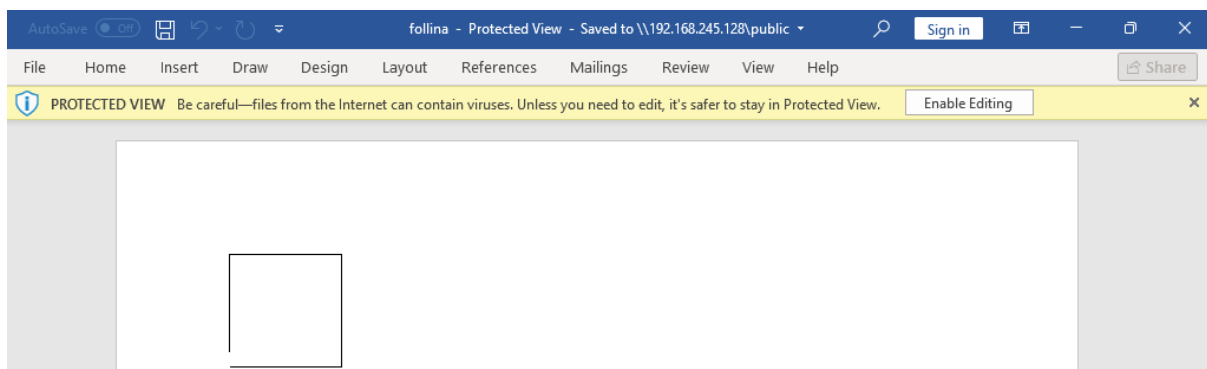 AutoSave Off follina - Protected View - Saved to \\192.168.245.128\public Sign in
File Home Insert Draw Design Layout References Mailings Review View Help Share
PROTECTED VIEW Be careful—files from the Internet can contain viruses. Unless you need to edit, it's safer to stay in Protected View. Enable Editing